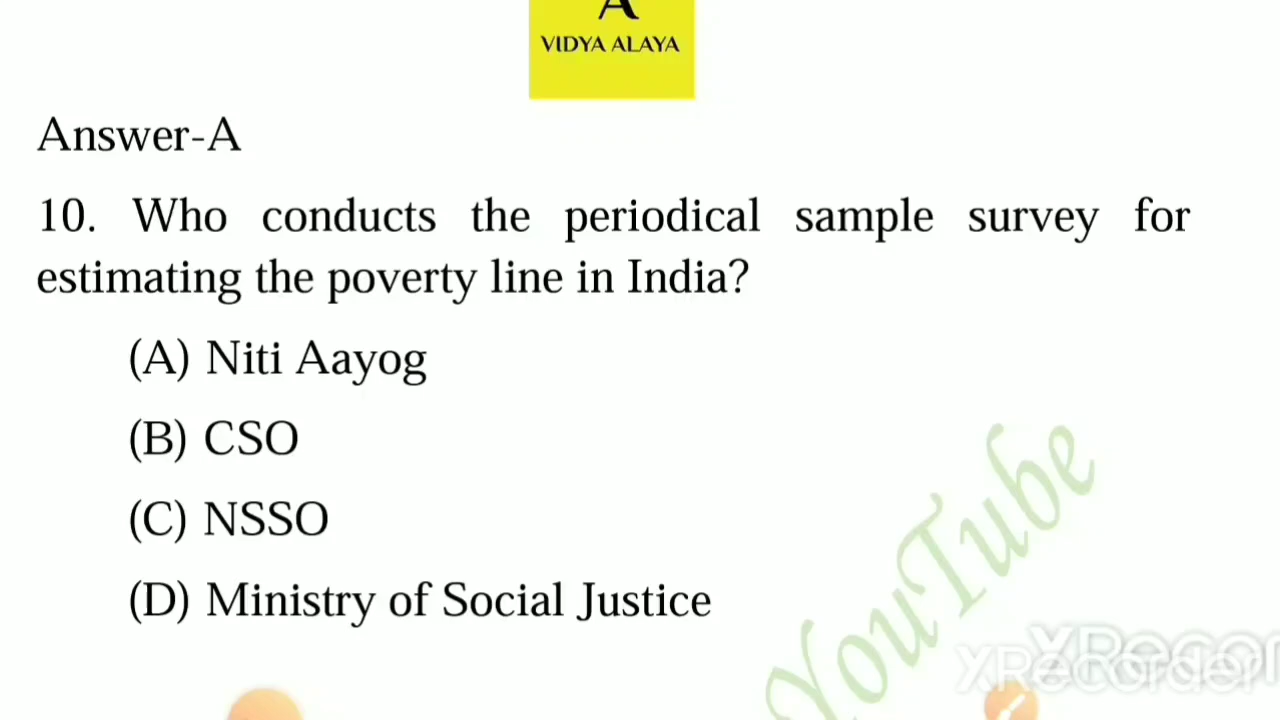 A
VIDYA ALAYA
Answer-A
10. Who conducts the periodical sample survey for
estimating the poverty line in India?
(A) Niti Aayog
(B) CSO
(C) NSSO
(D) Ministry of Social Justice
YouTube
XRecor
XRecorder